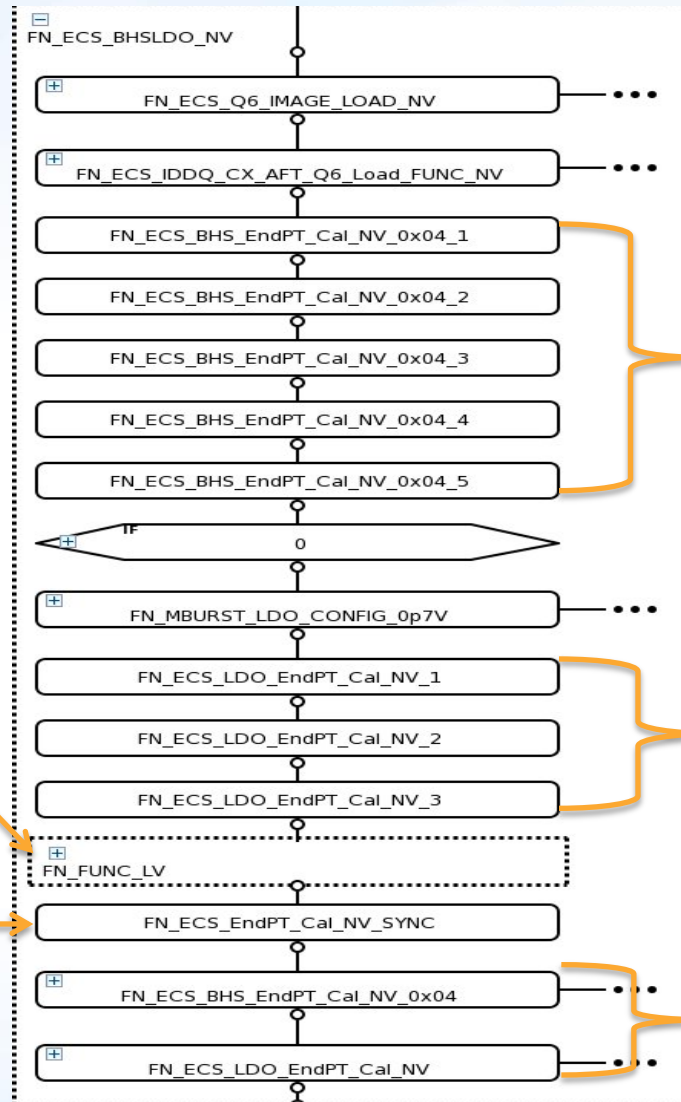 FN_ECS_BHSLDO_NV
FN_ECS_Q6_IMAGE_LOAD_NV
FN_ECS_IDDQ_CX_AFT_Q6_Load_FUNC_NV
FN_ECS_BHS_EndPT_Cal_NV_0x04_1
FN_ECS_BHS_EndPT_Cal_NV_0x04_2
FN_ECS_BHS_EndPT_Cal_NV_0x04_3
FN_ECS_BHS_EndPT_Cal_NV_0x04_4
FN_ECS_BHS_EndPT_Cal_NV_0x04_5
IF
0
FN_MBURST_LDO_CONFIG_0p7V
FN_ECS_LDO_EndPT_Cal_NV_1
FN_ECS_LDO_EndPT_Cal_NV_2
FN_ECS_LDO_EndPT_Cal_NV_3
FN_FUNC_LV
FN_ECS_EndPT_Cal_NV_SYNC
FN_ECS_BHS_EndPT_Cal_NV_0x04
FN_ECS_LDO_EndPT_Cal_NV